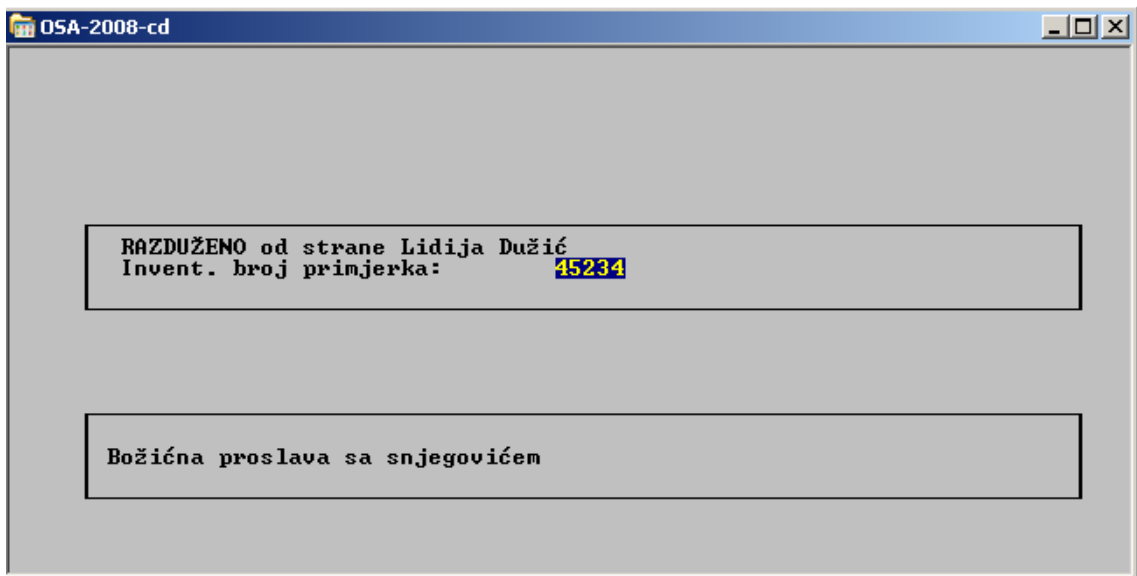 OSA-2008-cd
RAZDUŽENO od strane Lidija Dužić
Invent. broj primjerka: 45234
Božićna proslava sa snjegovićem